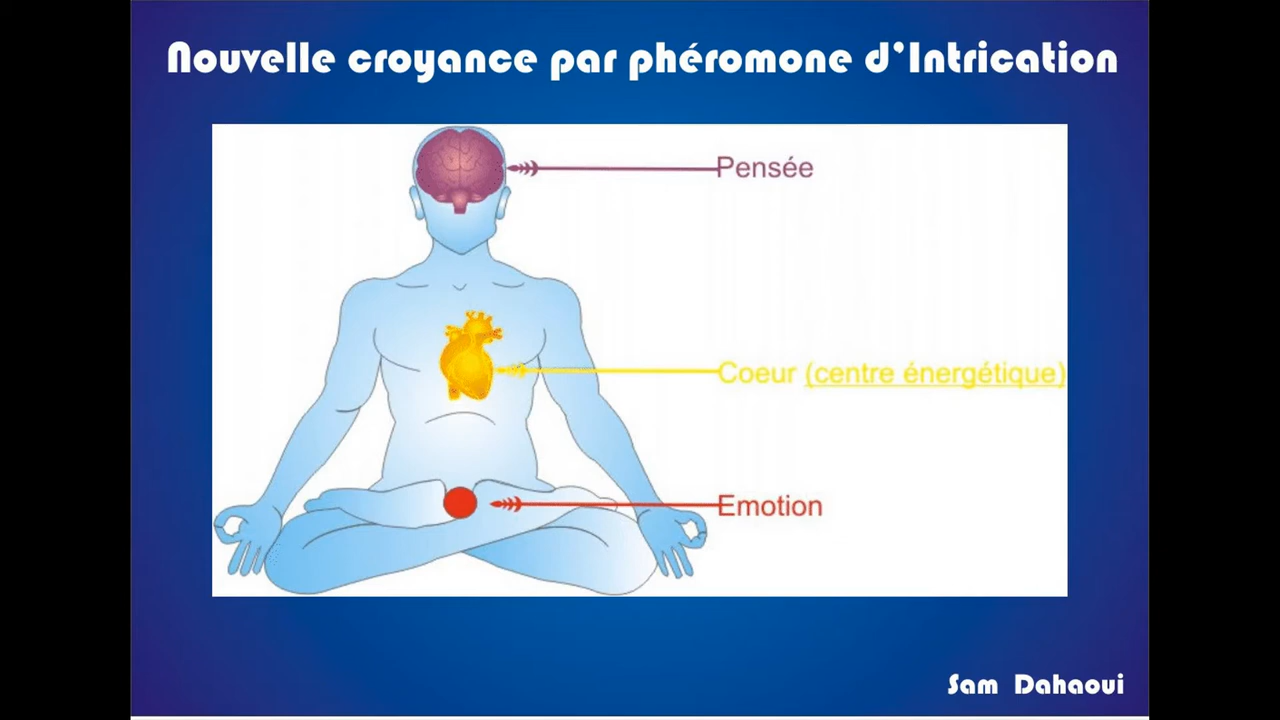 Nouvelle croyance par phéromone d'Intrication
Pensée
Coeur (centre énergétique)
Emotion
Sam Dahaoui